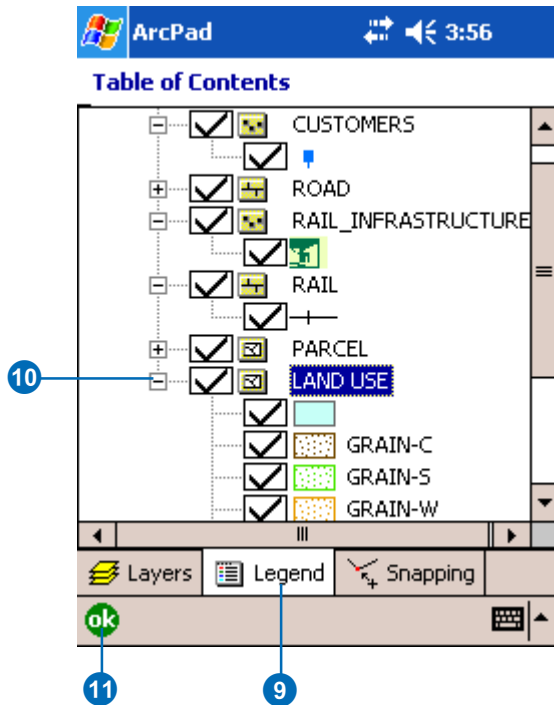 ArcPad 3:56
Table of Contents
CUSTOMERS
ROAD
RAIL_INFRASTRUCTURE
RAIL
PARCEL
10 LAND USE
GRAIN-C
GRAIN-S
GRAIN-W
Layers Legend Snapping
ok
11 9